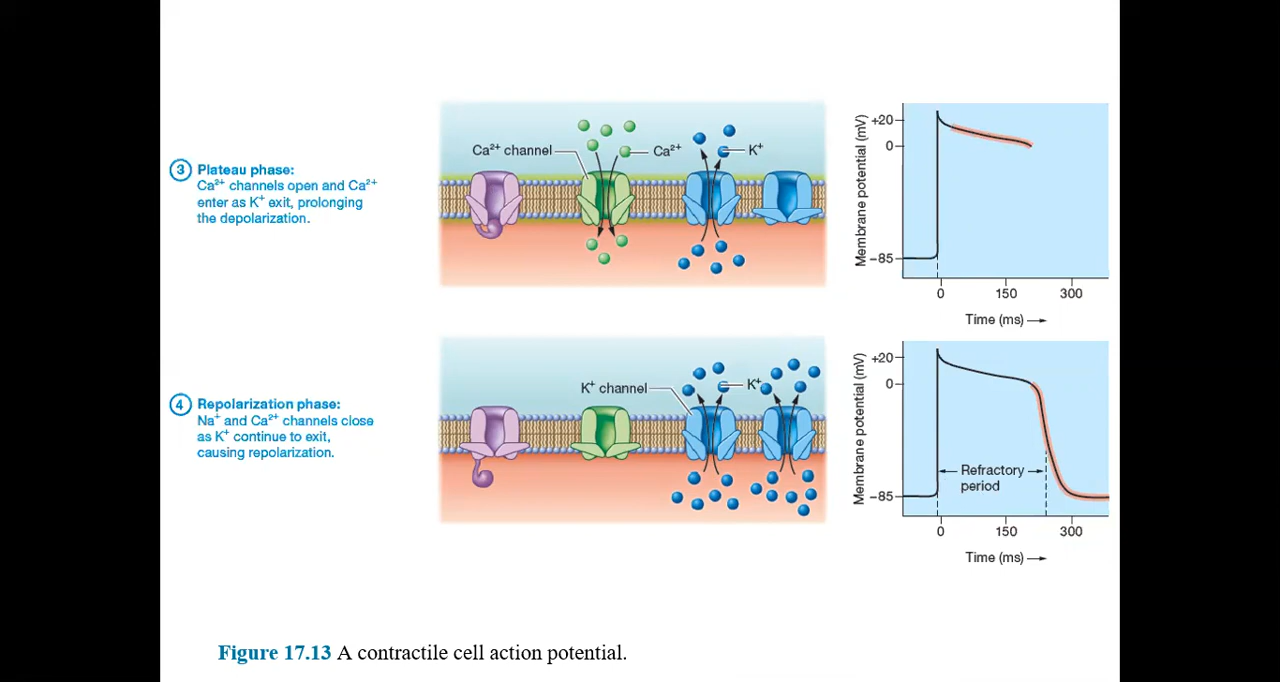 3 Plateau phase:
Ca²⁺ channels open and Ca²⁺
enter as K⁺ exit, prolonging
the depolarization.
Ca²⁺ channel
Ca²⁺
K⁺
Membrane potential (mV)
+20
0
–85
0 150 300
Time (ms)
4 Repolarization phase:
Na⁺ and Ca²⁺ channels close
as K⁺ continue to exit,
causing repolarization.
K⁺ channel
K⁺
Membrane potential (mV)
+20
0
–85
Refractory
period
0 150 300
Time (ms)
Figure 17.13 A contractile cell action potential.